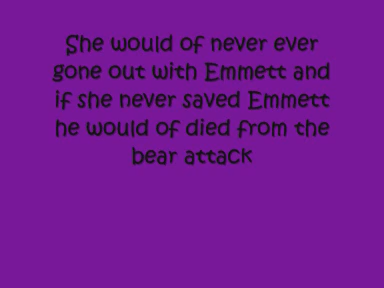 She would of never ever
gone out with Emmett and
if she never saved Emmett
he would of died from the
bear attack